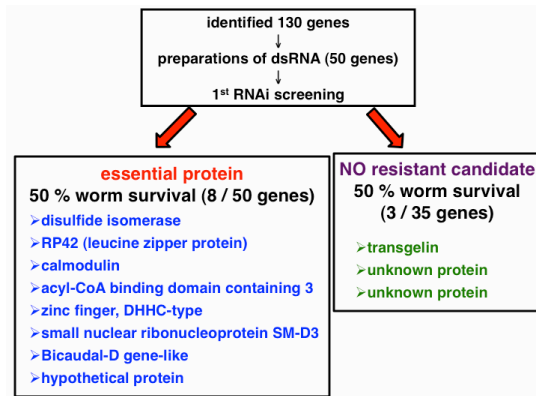 identified 130 genes
↓
preparations of dsRNA (50 genes)
↓
1st RNAi screening
essential protein
50 % worm survival (8 / 50 genes)
➢disulfide isomerase
➢RP42 (leucine zipper protein)
➢calmodulin
➢acyl-CoA binding domain containing 3
➢zinc finger, DHHC-type
➢small nuclear ribonucleoprotein SM-D3
➢Bicaudal-D gene-like
➢hypothetical protein
NO resistant candidate
50 % worm survival
(3 / 35 genes)
➢transgelin
➢unknown protein
➢unknown protein